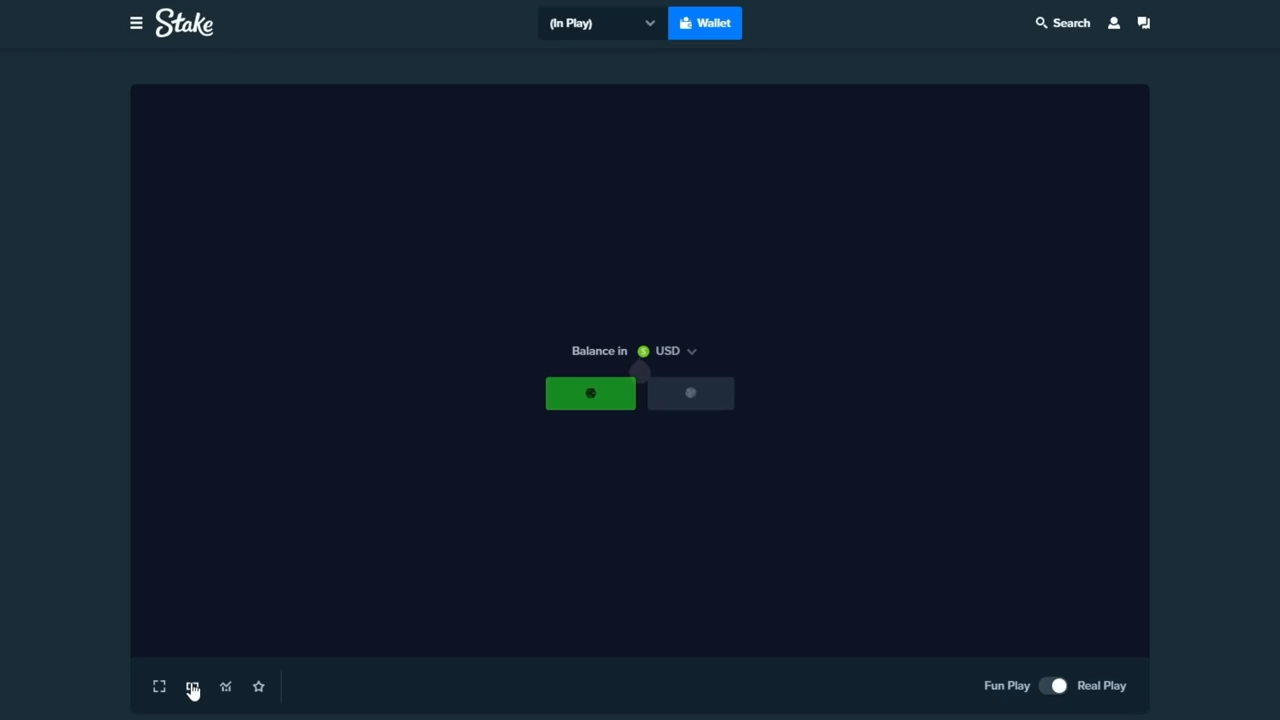 Stake
(In Play)
Wallet
Search
Balance in USD
Fun Play
Real Play